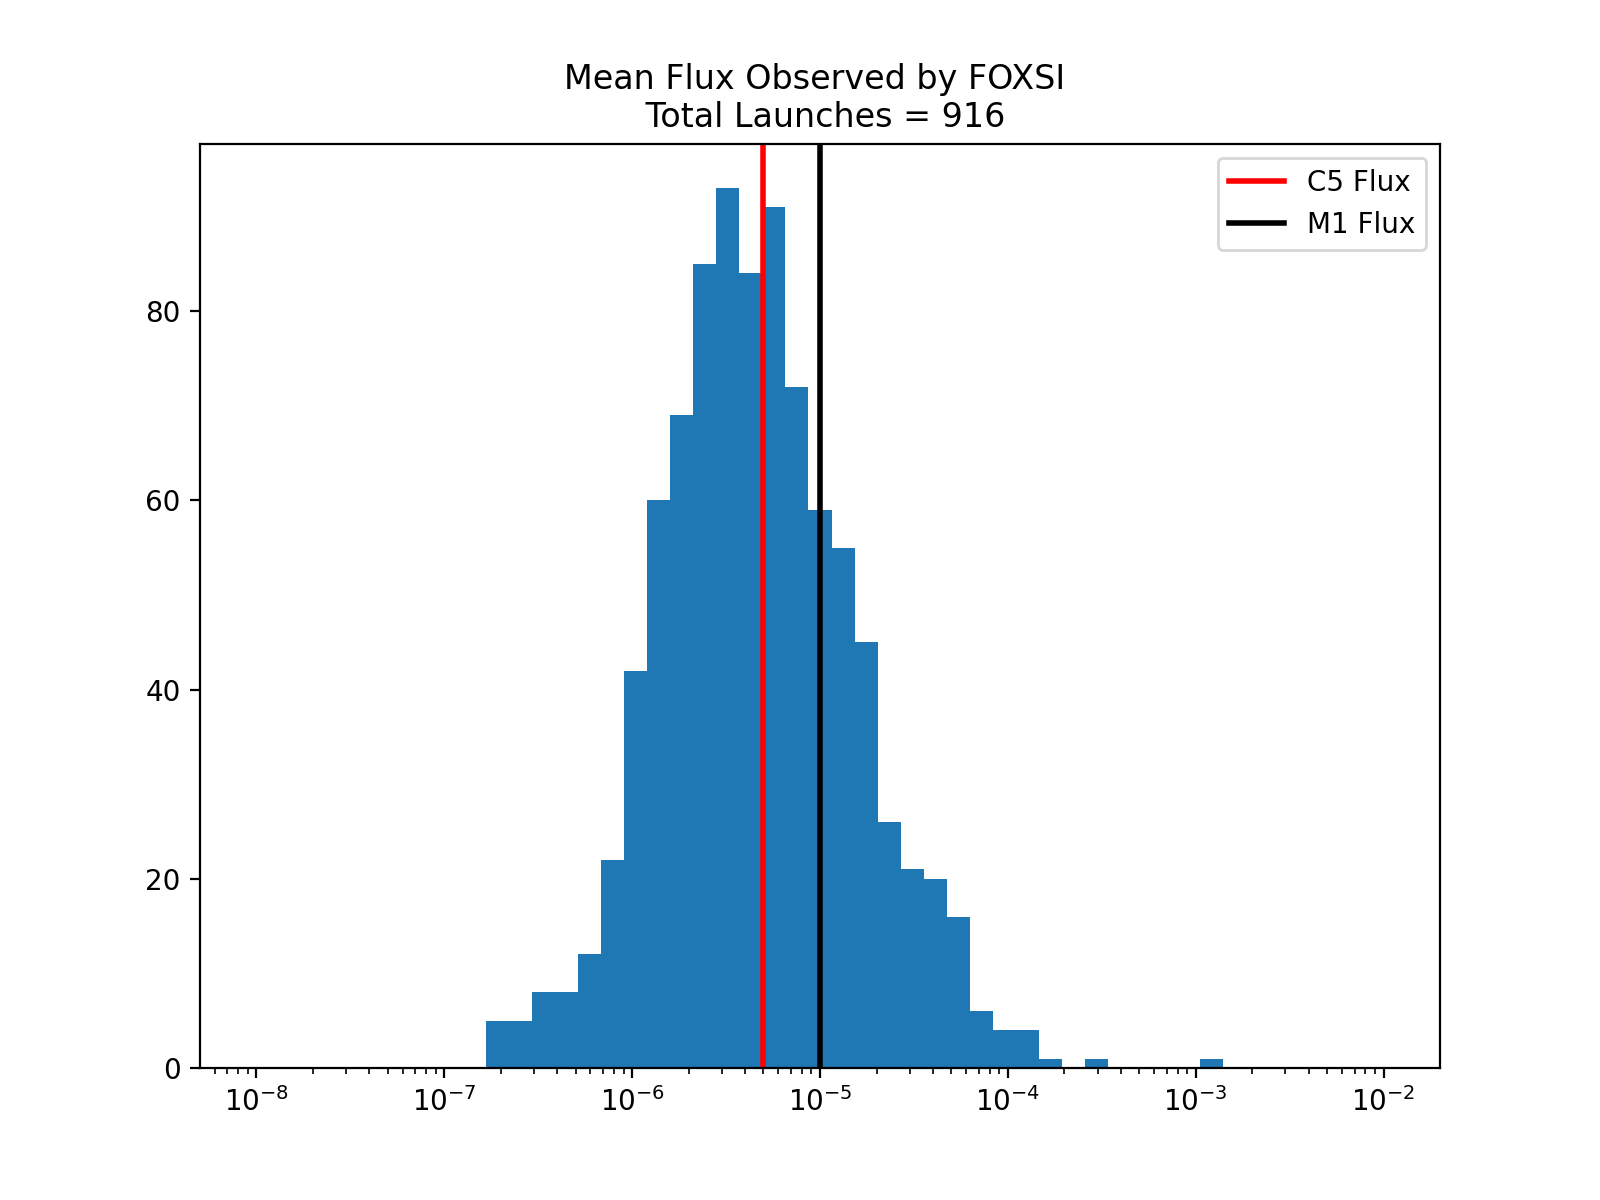 Mean Flux Observed by FOXSI
Total Launches = 916
C5 Flux
M1 Flux
80
60
40
20
0
10⁻⁸ 10⁻⁷ 10⁻⁶ 10⁻⁵ 10⁻⁴ 10⁻³ 10⁻²